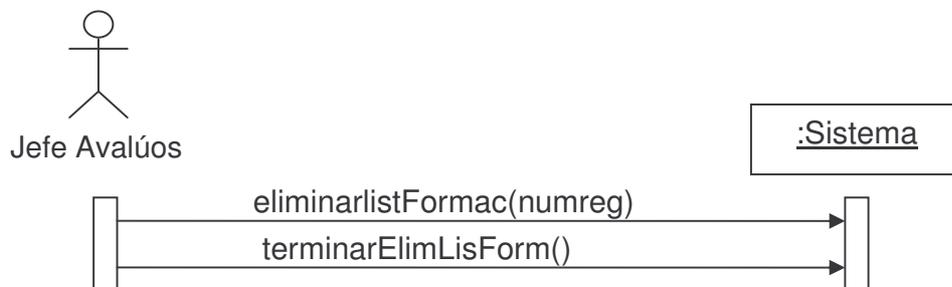 Jefe Avalúos
:Sistema
eliminarlistFormac(numreg)
terminarElimLisForm()